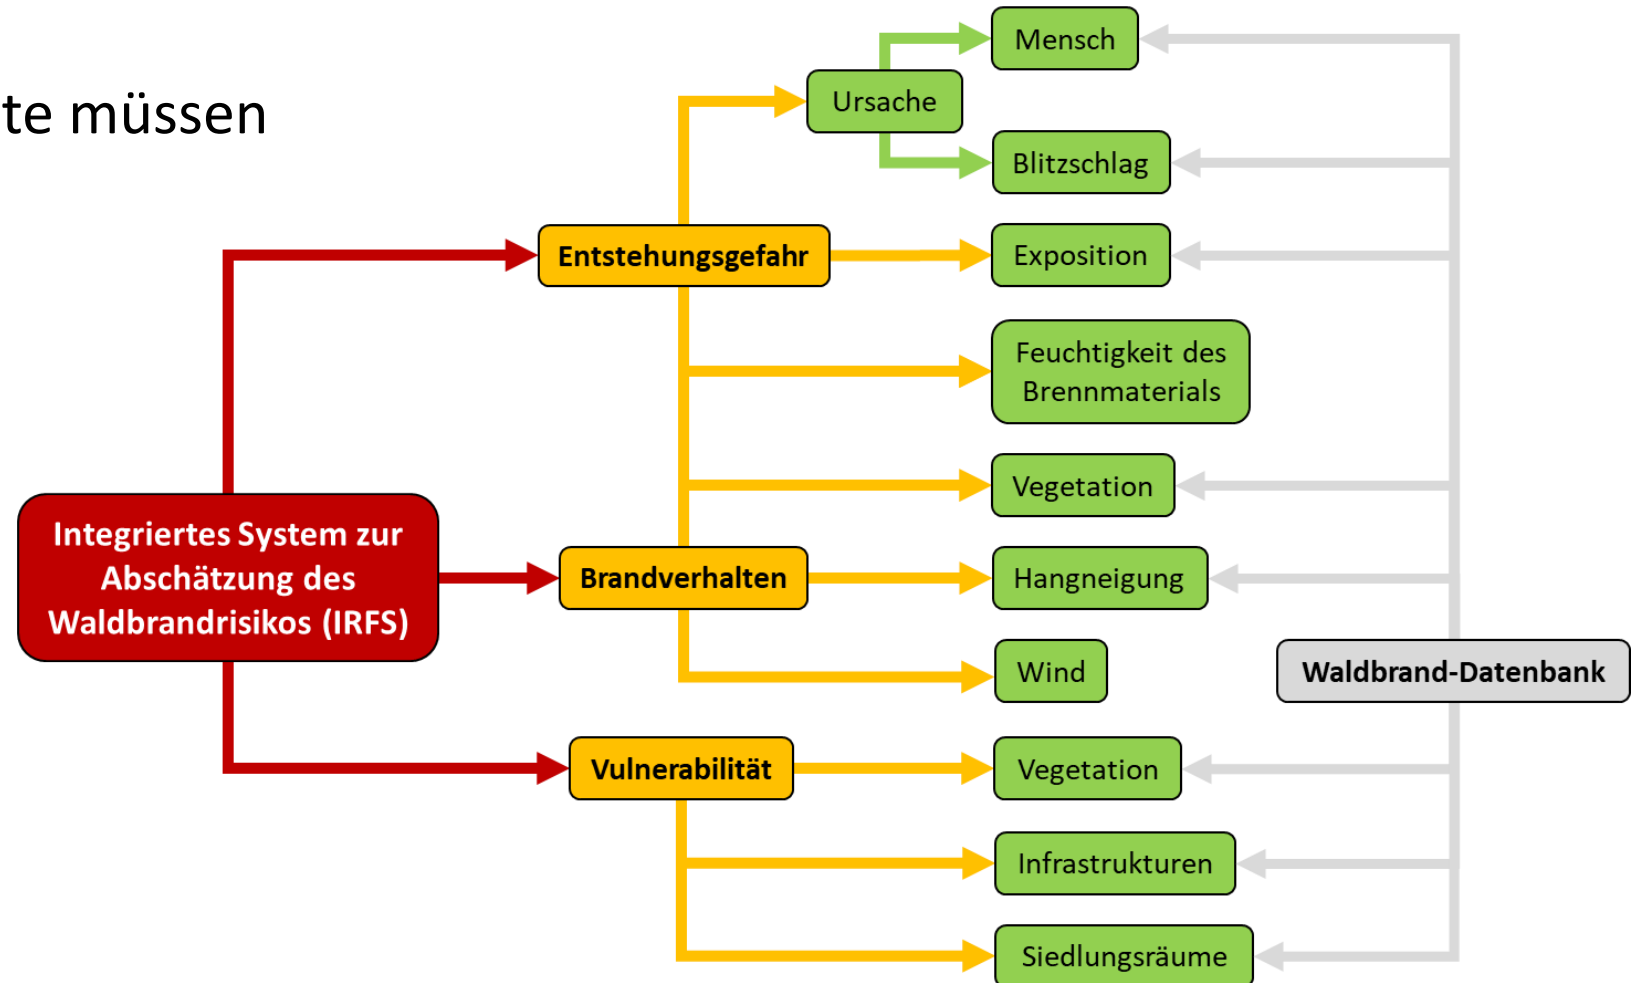 te müssen
Mensch
Ursache
Blitzschlag
Entstehungsgefahr
Exposition
Feuchtigkeit des
Brennmaterials
Vegetation
Integriertes System zur
Abschätzung des
Waldbrandrisikos (IRFS)
Brandverhalten
Hangneigung
Wind
Waldbrand-Datenbank
Vulnerabilität
Vegetation
Infrastrukturen
Siedlungsräume